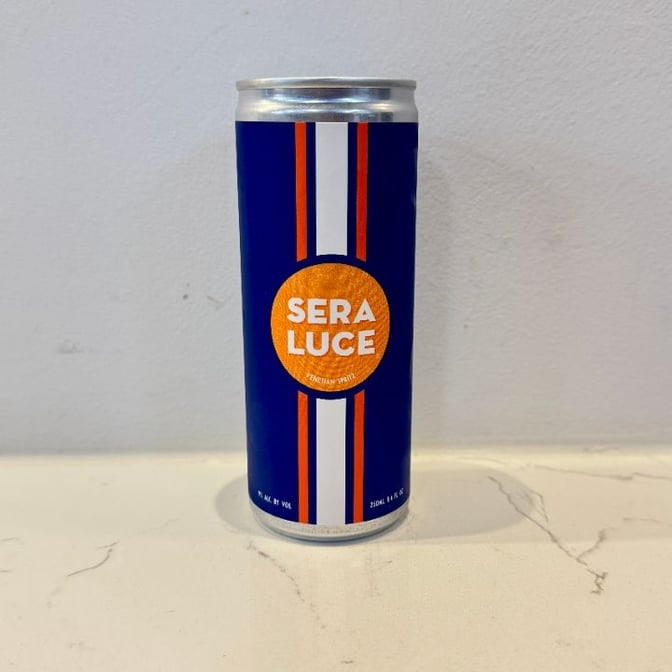 SERA
LUCE
VENETIAN SPRITZ
9% ALC. BY VOL
250ML 8.4 FL OZ